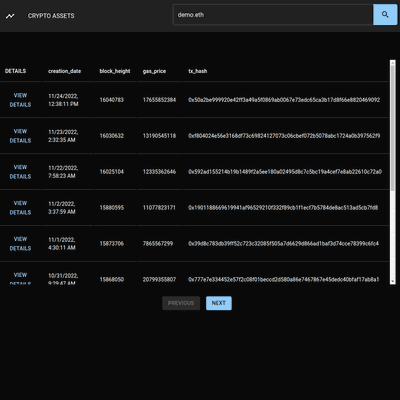 CRYPTO ASSETS
demo.eth
DETAILS creation_date block_height gas_price tx_hash
VIEW DETAILS 11/24/2022, 12:38:11 PM 16040783 17655852384 0x50a2be999920e42ff3a49a5f0869ab0067e73edc65ca3b17d8f66e8820469092
VIEW DETAILS 11/23/2022, 2:32:35 AM 16030632 13190545118 0xf804024e56e3168df73c69824127073c06cbef072b5078abc1724a0b397562f9
VIEW DETAILS 11/22/2022, 7:58:23 AM 16025104 12335362646 0x592ad155214b19b1489f2a5ee180a02495d8c7c5bc19a4cef7e8ab22610c72a0
VIEW DETAILS 11/2/2022, 3:37:59 AM 15880595 11077823171 0x1901188669619941af96529210f332f89cb1f1ecf7b5784de8ac513ad5cb7fd8
VIEW DETAILS 11/1/2022, 4:30:11 AM 15873706 7865567299 0x39d8c783db39ff52c723c32085f505a7d6629d866ad1baf3d74cce78399c6fc4
VIEW DETAILS 10/31/2022, 9:29:47 AM 15868050 20799355807 0x777e7e334452e57f2c08f01beccd2d580a86e7467867e45dedc40bfaf17ab8a1
PREVIOUS NEXT